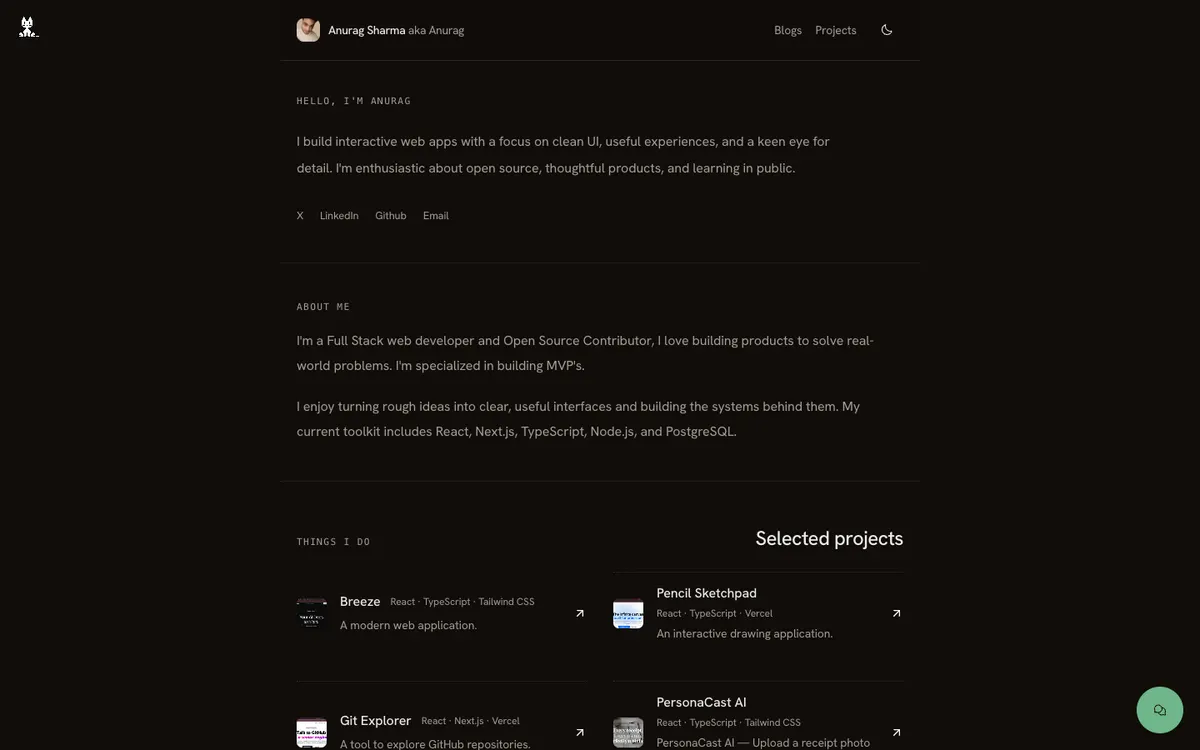 Anurag Sharma aka Anurag
Blogs Projects
HELLO, I'M ANURAG
I build interactive web apps with a focus on clean UI, useful experiences, and a keen eye for
detail. I'm enthusiastic about open source, thoughtful products, and learning in public.
X LinkedIn Github Email
ABOUT ME
I'm a Full Stack web developer and Open Source Contributor, I love building products to solve real-
world problems. I'm specialized in building MVP's.
I enjoy turning rough ideas into clear, useful interfaces and building the systems behind them. My
current toolkit includes React, Next.js, TypeScript, Node.js, and PostgreSQL.
THINGS I DO
Selected projects
Breeze React · TypeScript · Tailwind CSS
A modern web application.
Pencil Sketchpad
React · TypeScript · Vercel
An interactive drawing application.
Git Explorer React · Next.js · Vercel
A tool to explore GitHub repositories.
PersonaCast AI
React · TypeScript · Tailwind CSS
PersonaCast AI — Upload a receipt photo